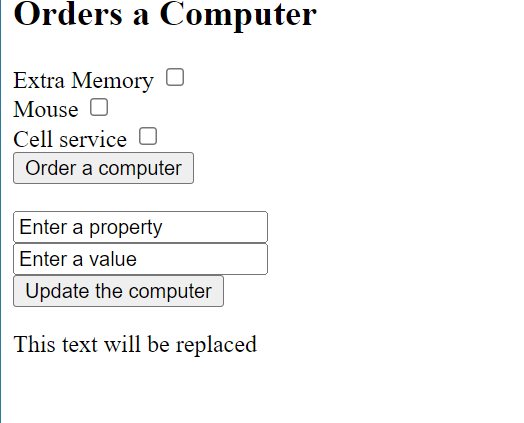 Orders a Computer
Extra Memory
Mouse
Cell service
Order a computer
Enter a property
Enter a value
Update the computer
This text will be replaced